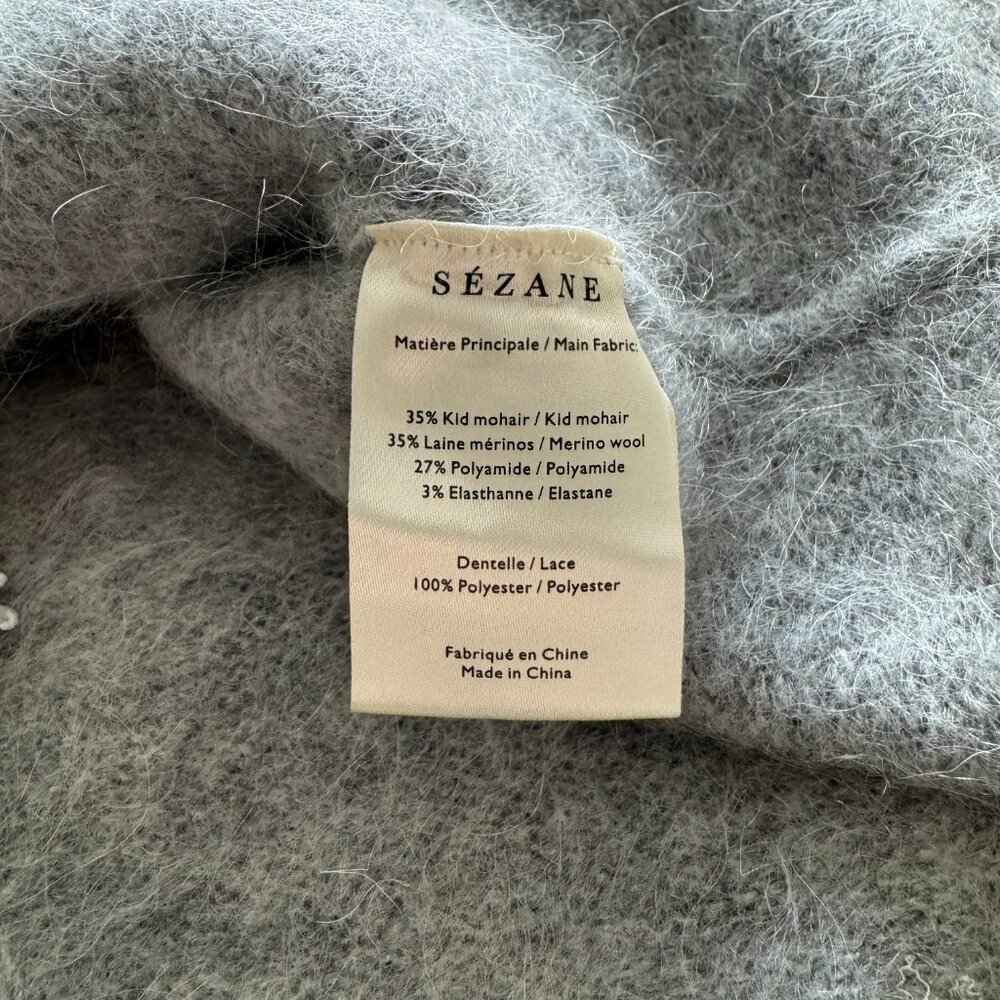 SÉZANE
Matière Principale / Main Fabric:
35% Kid mohair / Kid mohair
35% Laine mérinos / Merino wool
27% Polyamide / Polyamide
3% Elasthanne / Elastane
Dentelle / Lace
100% Polyester / Polyester
Fabriqué en Chine
Made in China